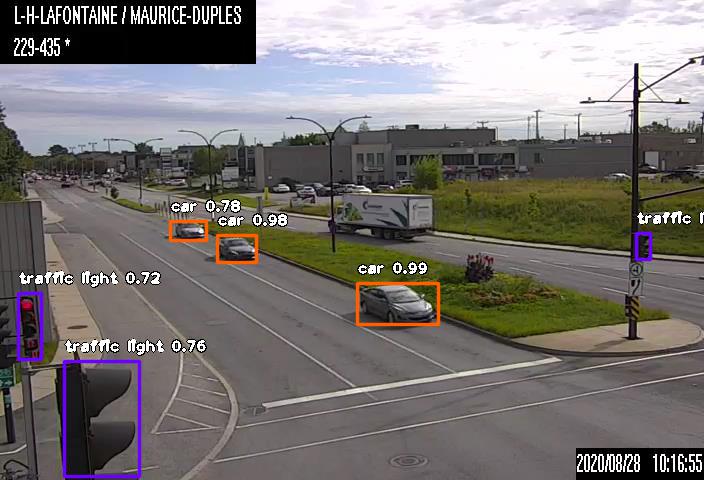 L-H-LAFONTAINE / MAURICE-DUPLES
229-435 *
car 0.78
car 0.98
traffic l
car 0.99
traffic light 0.72
traffic light 0.76
2020/08/28 10:16:55